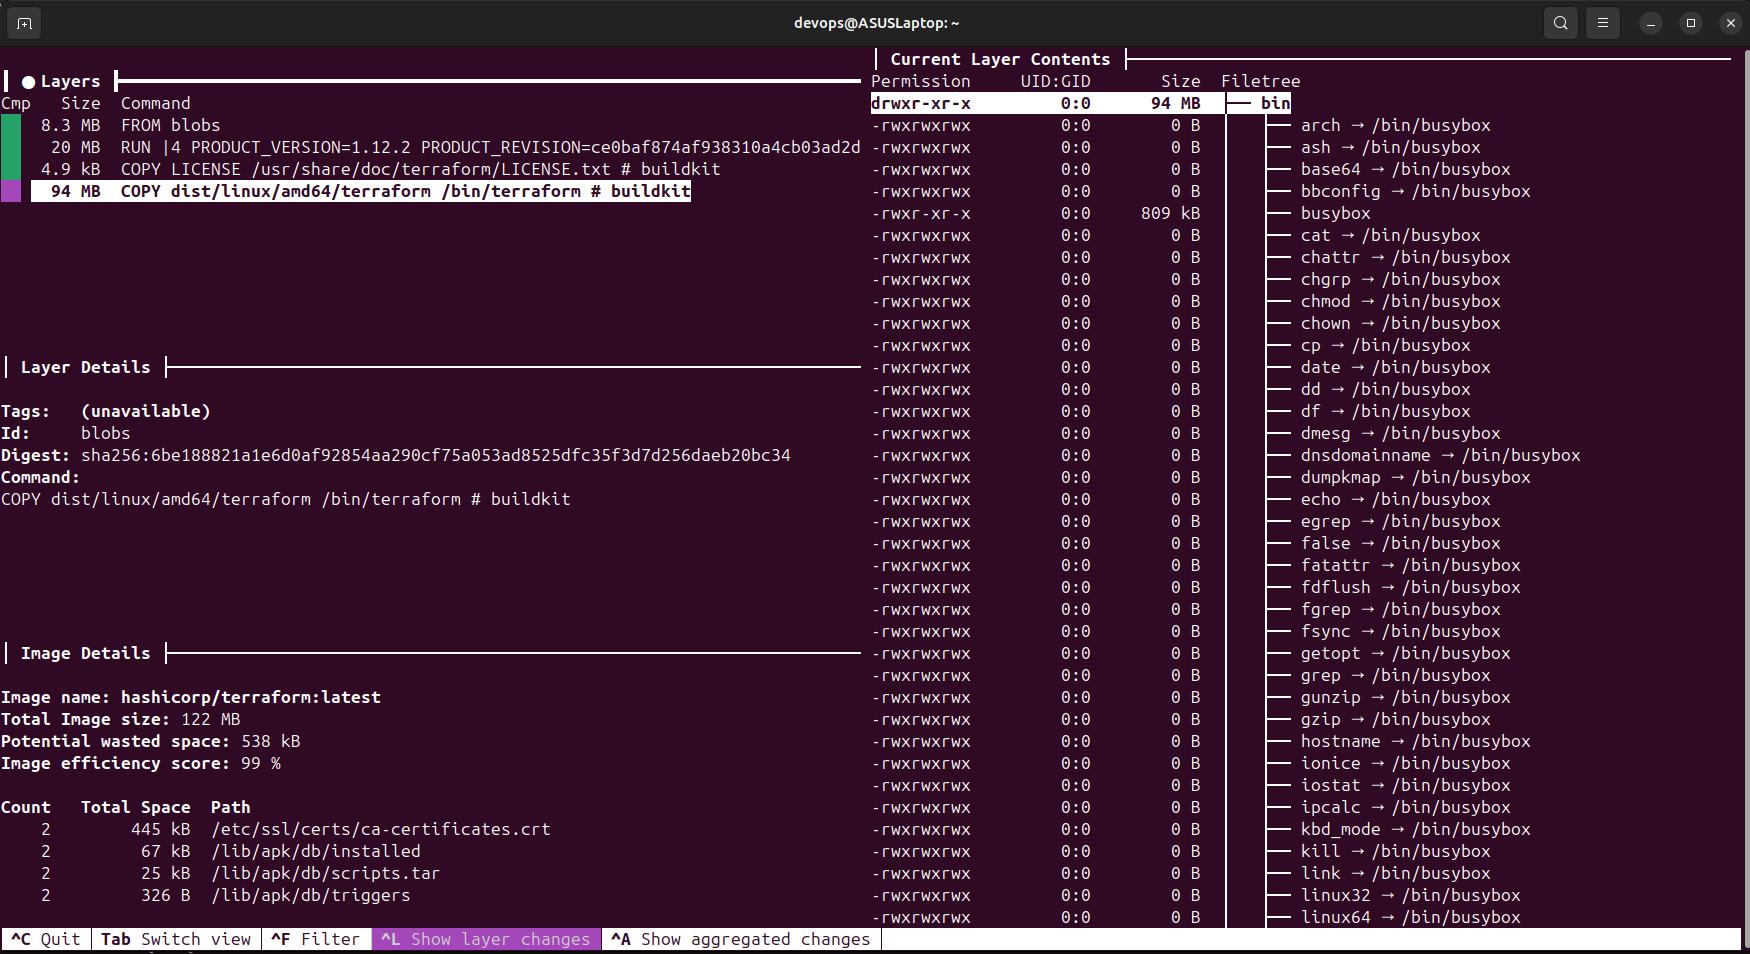 devops@ASUSLaptop: ~
● Layers
Cmp Size Command
8.3 MB FROM blobs
20 MB RUN |4 PRODUCT_VERSION=1.12.2 PRODUCT_REVISION=ce0baf874af938310a4cb03ad2d
4.9 kB COPY LICENSE /usr/share/doc/terraform/LICENSE.txt # buildkit
94 MB COPY dist/linux/amd64/terraform /bin/terraform # buildkit
Layer Details
Tags: (unavailable)
Id: blobs
Digest: sha256:6be188821a1e6d0af92854aa290cf75a053ad8525dfc35f3d7d256daeb20bc34
Command:
COPY dist/linux/amd64/terraform /bin/terraform # buildkit
Image Details
Image name: hashicorp/terraform:latest
Total Image size: 122 MB
Potential wasted space: 538 kB
Image efficiency score: 99 %
Count Total Space Path
2 445 kB /etc/ssl/certs/ca-certificates.crt
2 67 kB /lib/apk/db/installed
2 25 kB /lib/apk/db/scripts.tar
2 326 B /lib/apk/db/triggers
Current Layer Contents
Permission UID:GID Size Filetree
drwxr-xr-x 0:0 94 MB ├── bin
-rwxrwxrwx 0:0 0 B │ ├── arch → /bin/busybox
-rwxrwxrwx 0:0 0 B │ ├── ash → /bin/busybox
-rwxrwxrwx 0:0 0 B │ ├── base64 → /bin/busybox
-rwxrwxrwx 0:0 0 B │ ├── bbconfig → /bin/busybox
-rwxr-xr-x 0:0 809 kB │ ├── busybox
-rwxrwxrwx 0:0 0 B │ ├── cat → /bin/busybox
-rwxrwxrwx 0:0 0 B │ ├── chattr → /bin/busybox
-rwxrwxrwx 0:0 0 B │ ├── chgrp → /bin/busybox
-rwxrwxrwx 0:0 0 B │ ├── chmod → /bin/busybox
-rwxrwxrwx 0:0 0 B │ ├── chown → /bin/busybox
-rwxrwxrwx 0:0 0 B │ ├── cp → /bin/busybox
-rwxrwxrwx 0:0 0 B │ ├── date → /bin/busybox
-rwxrwxrwx 0:0 0 B │ ├── dd → /bin/busybox
-rwxrwxrwx 0:0 0 B │ ├── df → /bin/busybox
-rwxrwxrwx 0:0 0 B │ ├── dmesg → /bin/busybox
-rwxrwxrwx 0:0 0 B │ ├── dnsdomainname → /bin/busybox
-rwxrwxrwx 0:0 0 B │ ├── dumpkmap → /bin/busybox
-rwxrwxrwx 0:0 0 B │ ├── echo → /bin/busybox
-rwxrwxrwx 0:0 0 B │ ├── egrep → /bin/busybox
-rwxrwxrwx 0:0 0 B │ ├── false → /bin/busybox
-rwxrwxrwx 0:0 0 B │ ├── fatattr → /bin/busybox
-rwxrwxrwx 0:0 0 B │ ├── fdflush → /bin/busybox
-rwxrwxrwx 0:0 0 B │ ├── fgrep → /bin/busybox
-rwxrwxrwx 0:0 0 B │ ├── fsync → /bin/busybox
-rwxrwxrwx 0:0 0 B │ ├── getopt → /bin/busybox
-rwxrwxrwx 0:0 0 B │ ├── grep → /bin/busybox
-rwxrwxrwx 0:0 0 B │ ├── gunzip → /bin/busybox
-rwxrwxrwx 0:0 0 B │ ├── gzip → /bin/busybox
-rwxrwxrwx 0:0 0 B │ ├── hostname → /bin/busybox
-rwxrwxrwx 0:0 0 B │ ├── ionice → /bin/busybox
-rwxrwxrwx 0:0 0 B │ ├── iostat → /bin/busybox
-rwxrwxrwx 0:0 0 B │ ├── ipcalc → /bin/busybox
-rwxrwxrwx 0:0 0 B │ ├── kbd_mode → /bin/busybox
-rwxrwxrwx 0:0 0 B │ ├── kill → /bin/busybox
-rwxrwxrwx 0:0 0 B │ ├── link → /bin/busybox
-rwxrwxrwx 0:0 0 B │ ├── linux32 → /bin/busybox
-rwxrwxrwx 0:0 0 B │ ├── linux64 → /bin/busybox
^C Quit Tab Switch view ^F Filter ^L Show layer changes ^A Show aggregated changes